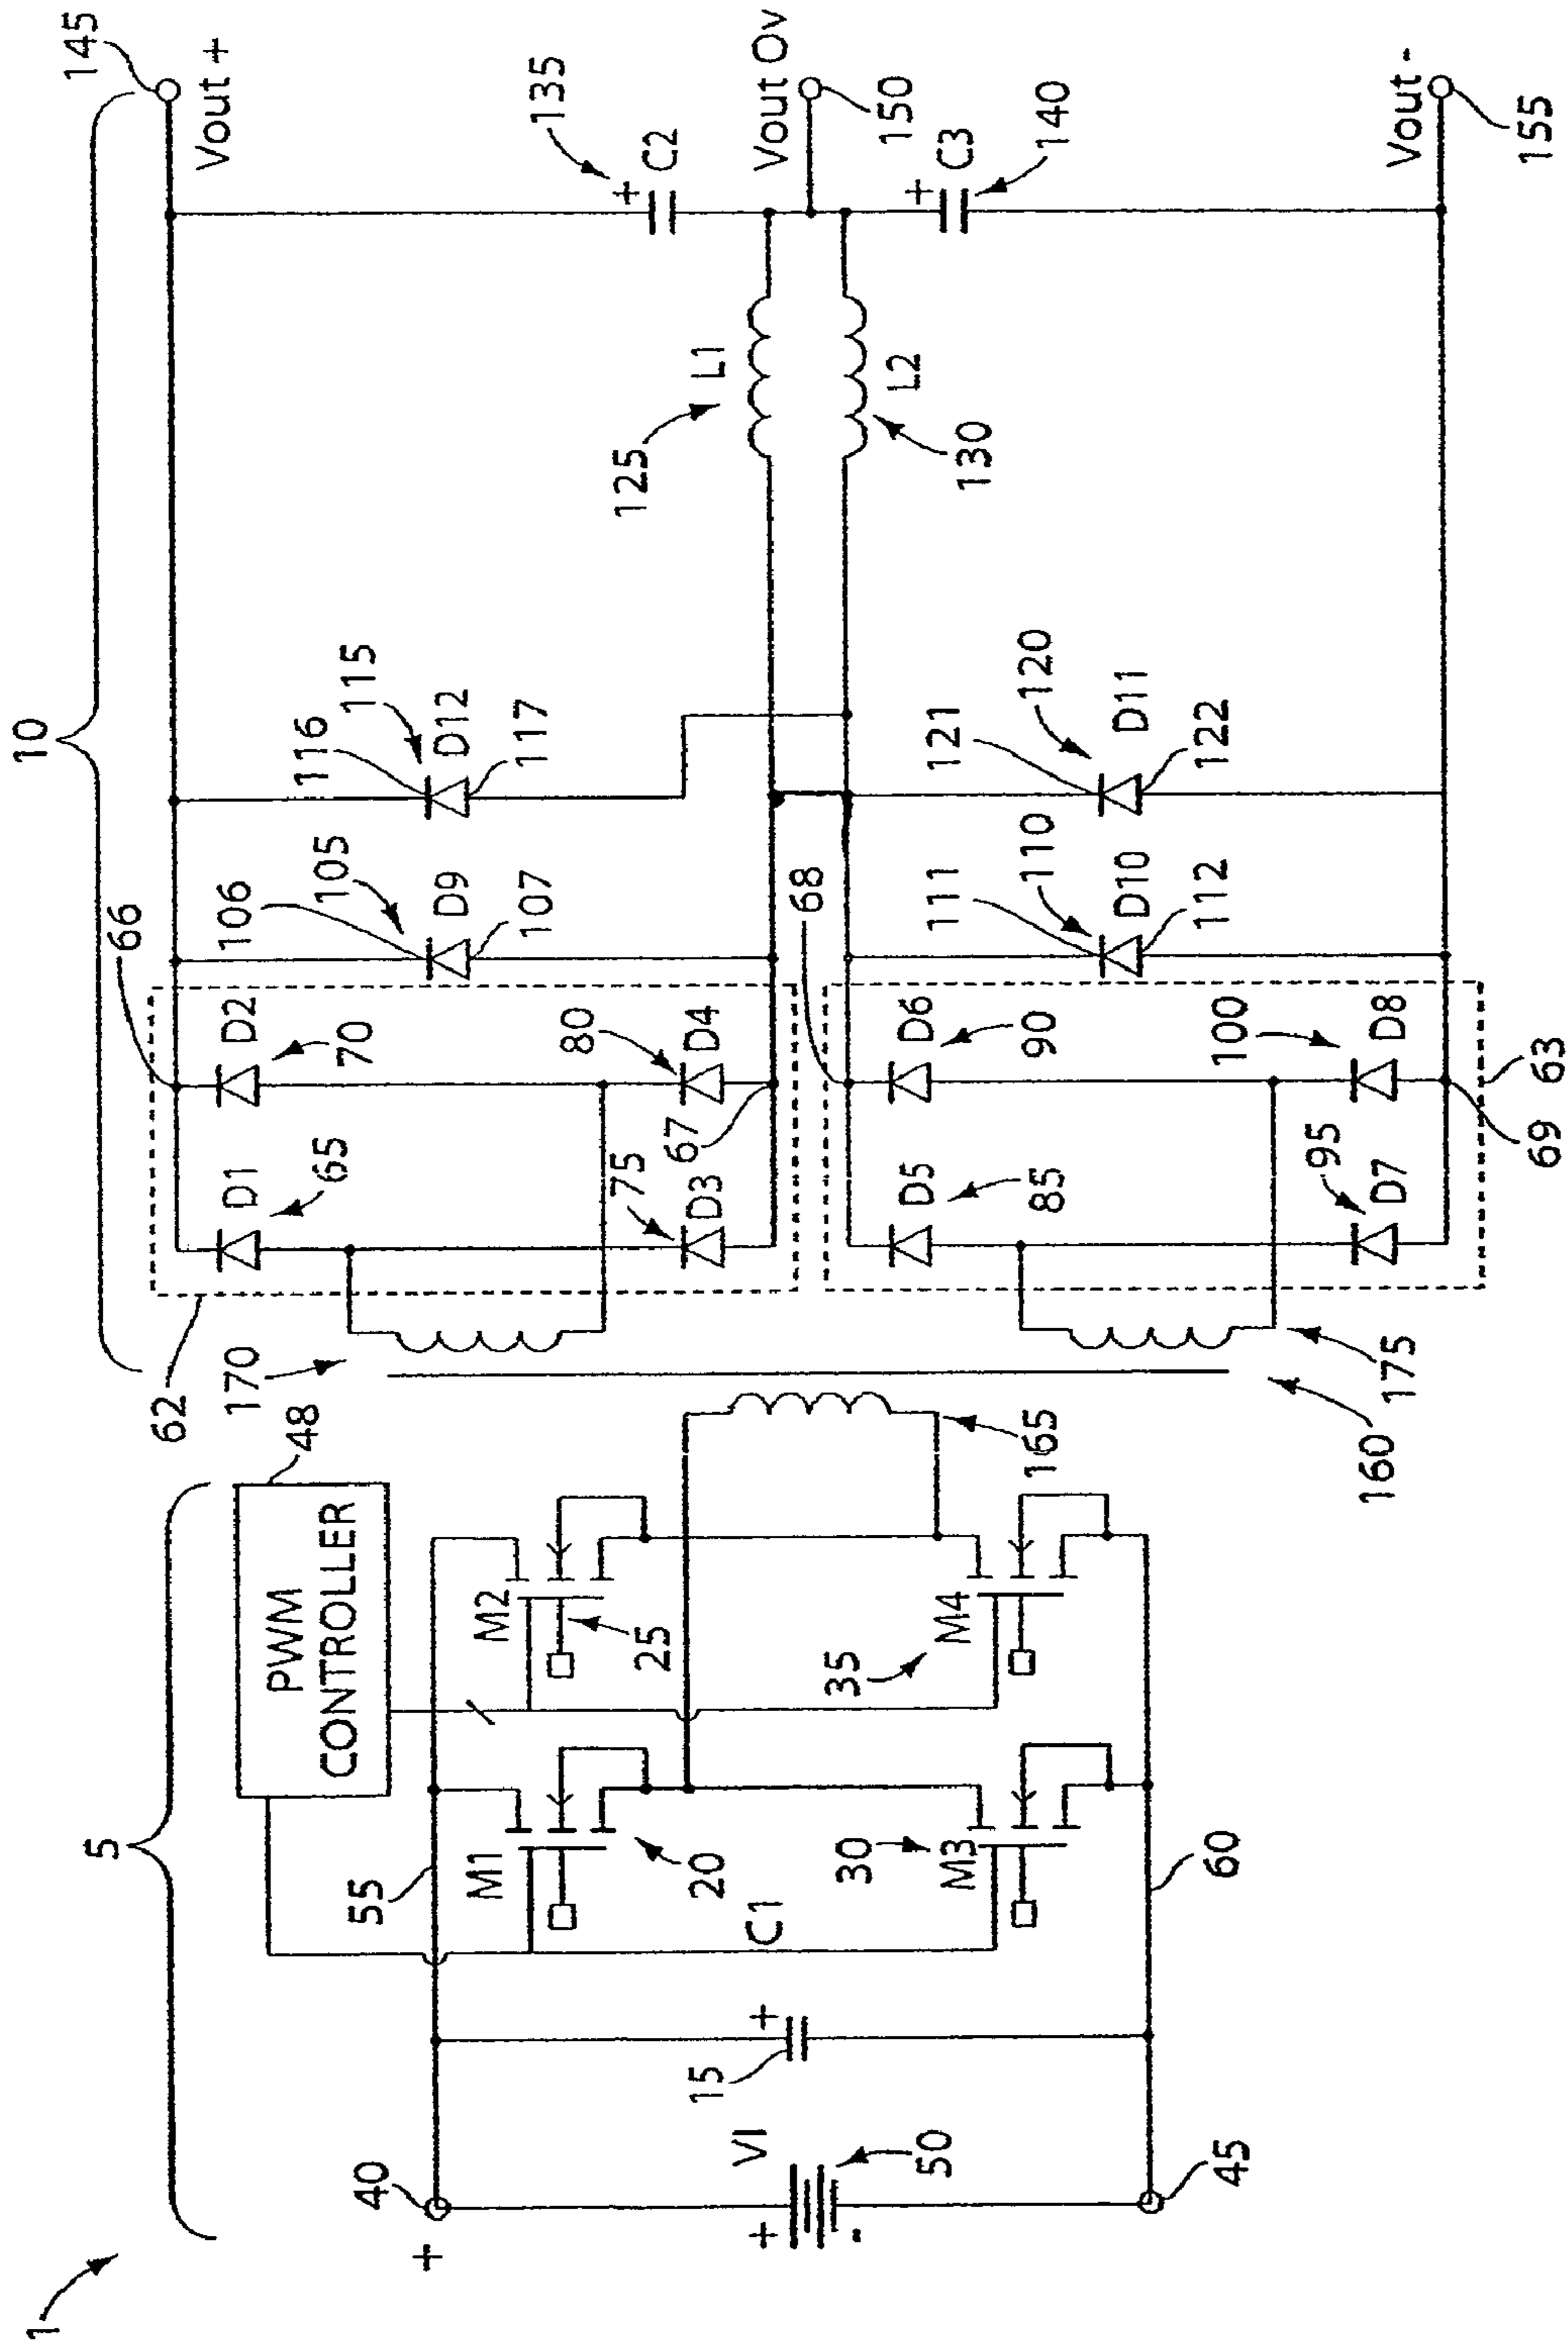 1
5
10
PWM
CONTROLLER
48
62
170
66
145
Vout +
D1
65
D2
70
106
105
D9
107
116
115
D12
117
135
+
C2
40
+
55
M1
20
M2
25
75
D3
80
D4
67
125
L1
Vout 0v
150
VI
+
-
50
15
+
C1
30
M3
35
M4
165
68
D5
85
D6
90
111
110
D10
112
121
120
D11
122
L2
130
+
C3
140
45
60
160
175
95
D7
100
D8
69
63
Vout -
155